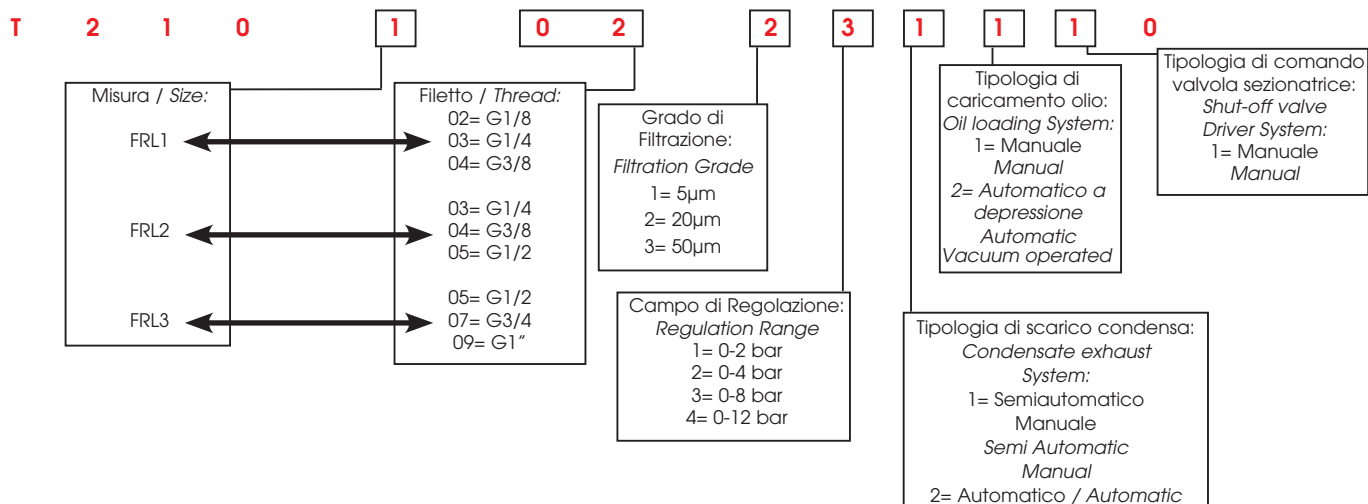 T 2 1 0 1 0 2 2 3 1 1 1 0
Misura / Size:
FRL1
FRL2
FRL3
Filetto / Thread:
02= G1/8
03= G1/4
04= G3/8
03= G1/4
04= G3/8
05= G1/2
05= G1/2
07= G3/4
09= G1”
Grado di
Filtrazione:
Filtration Grade
1= 5µm
2= 20µm
3= 50µm
Campo di Regolazione:
Regulation Range
1= 0-2 bar
2= 0-4 bar
3= 0-8 bar
4= 0-12 bar
Tipologia di scarico condensa:
Condensate exhaust
System:
1= Semiautomatico
Manuale
Semi Automatic
Manual
2= Automatico / Automatic
Tipologia di
caricamento olio:
Oil loading System:
1= Manuale
Manual
2= Automatico a
depressione
Automatic
Vacuum operated
Tipologia di comando
valvola sezionatrice:
Shut-off valve
Driver System:
1= Manuale
Manual